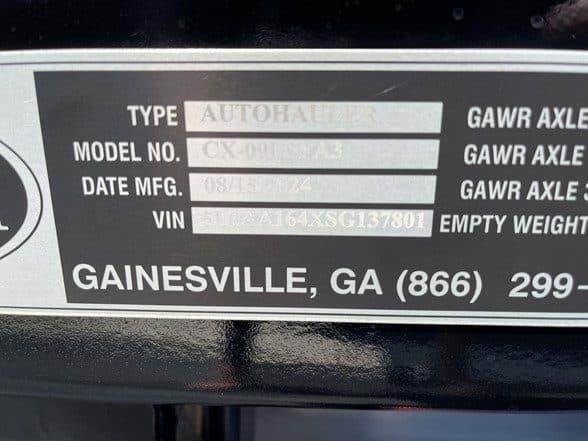 TYPE AUTOHAULER GAWR AXLE
MODEL NO. GAWR AXLE
DATE MFG. GAWR AXLE
VIN EMPTY WEIGHT
GAINESVILLE, GA (866) 299-